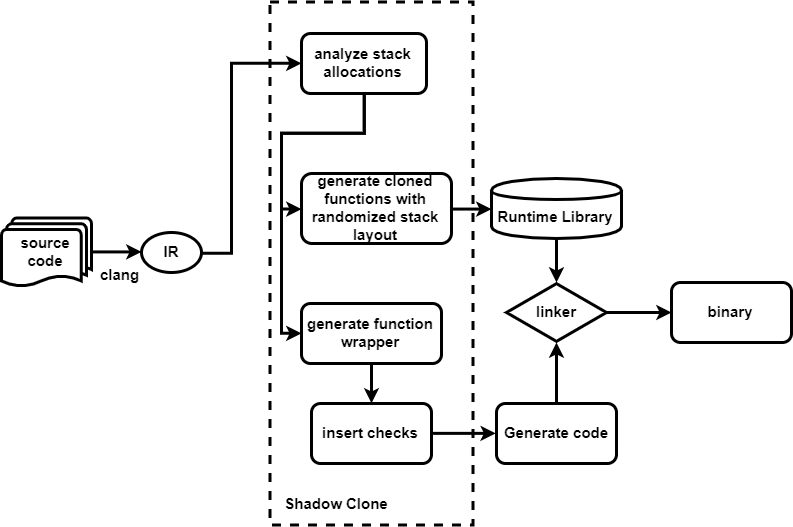 analyze stack
allocations
generate cloned
functions with
randomized stack
layout
Runtime Library
source
code
IR
clang
generate function
wrapper
linker
binary
insert checks
Generate code
Shadow Clone